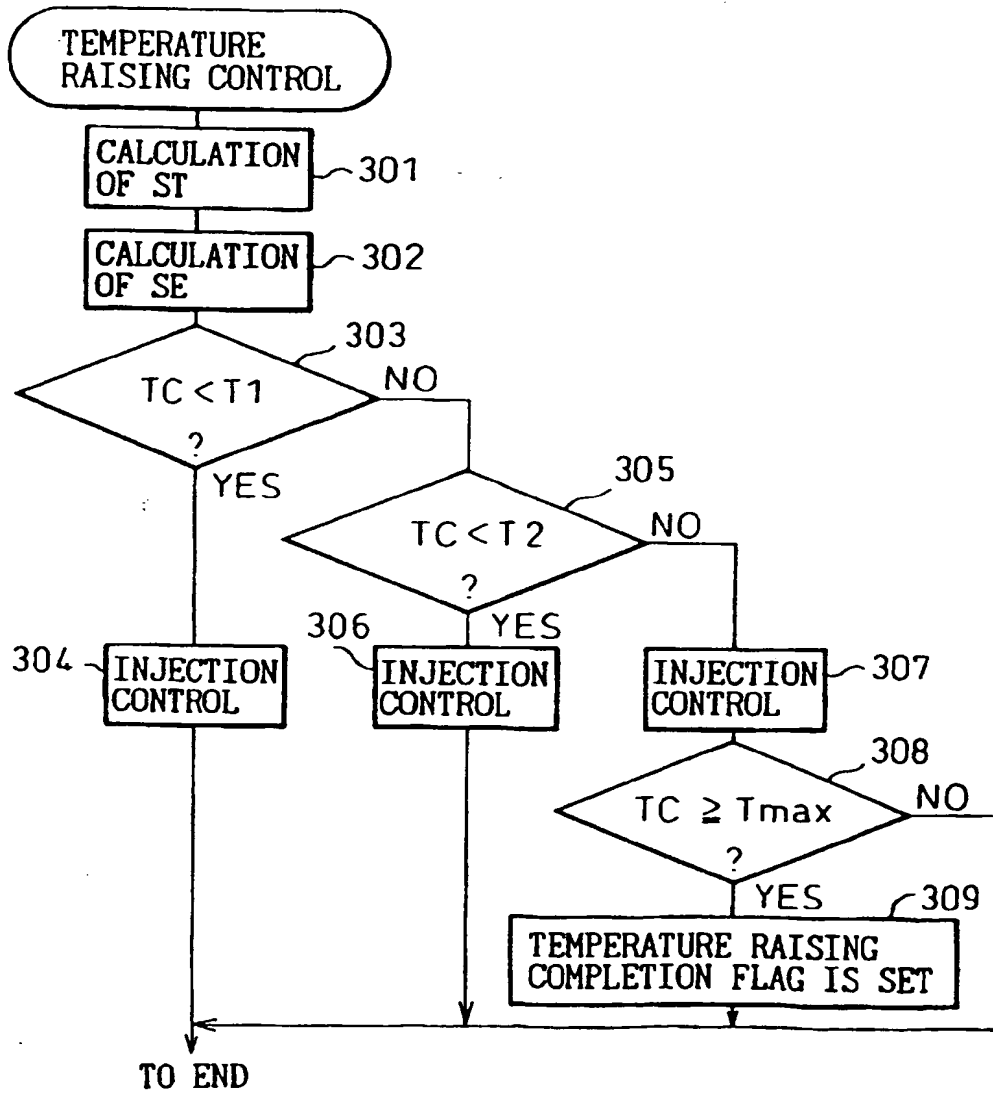 TEMPERATURE
RAISING CONTROL
CALCULATION
OF ST
301
CALCULATION
OF SE
302
303
TC < T1
?
NO
YES
305
TC < T2
?
NO
YES
304
INJECTION
CONTROL
306
INJECTION
CONTROL
INJECTION
CONTROL
307
308
TC ≧ Tmax
?
NO
YES
309
TEMPERATURE RAISING
COMPLETION FLAG IS SET
TO END